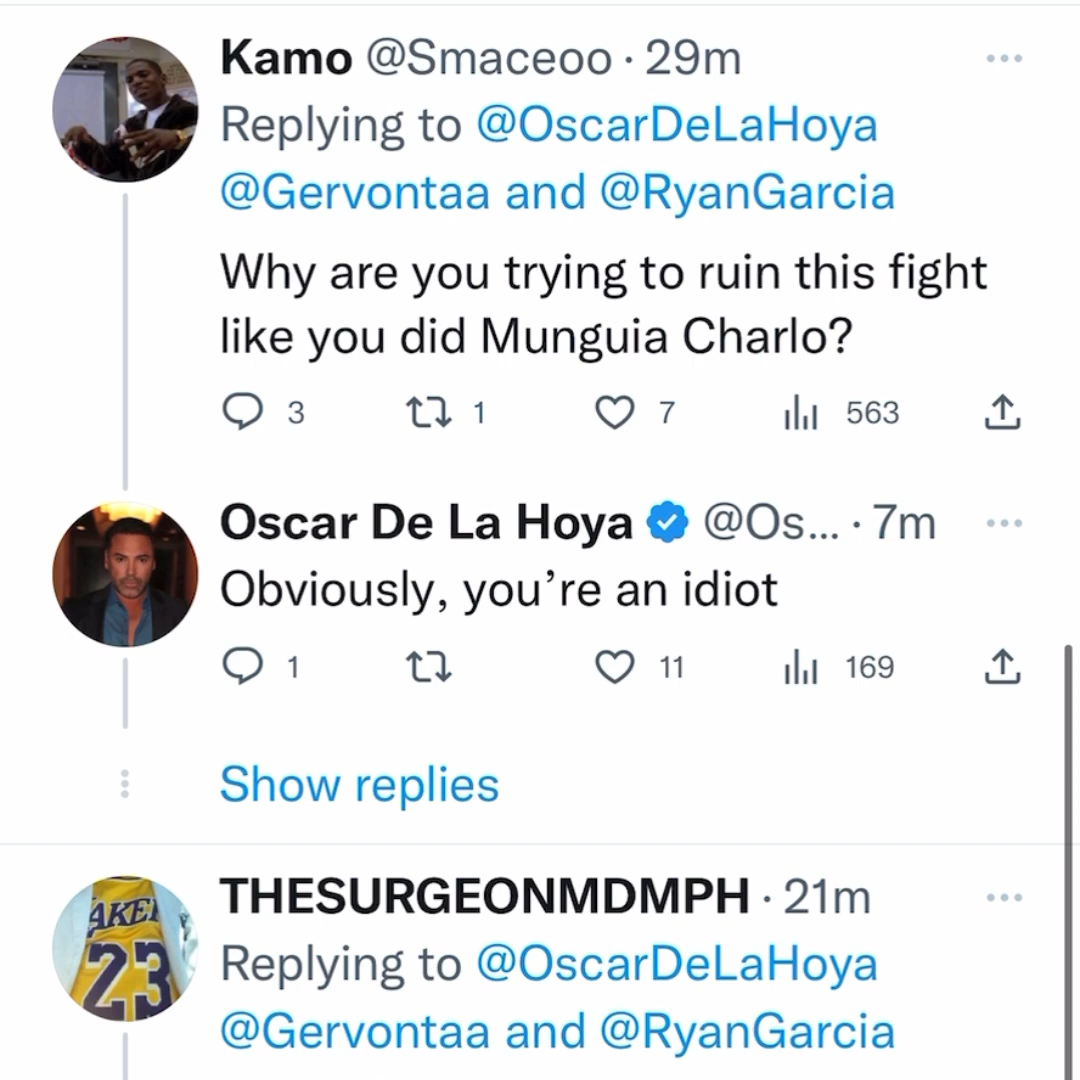 Kamo @Smaceoo · 29m
Replying to @OscarDeLaHoya
@Gervontaa and @RyanGarcia
Why are you trying to ruin this fight
like you did Munguia Charlo?
3 1 7 563
Oscar De La Hoya @Os... · 7m
Obviously, you’re an idiot
1 11 169
Show replies
THESURGEONMDMPH · 21m
AKE
23
Replying to @OscarDeLaHoya
@Gervontaa and @RyanGarcia